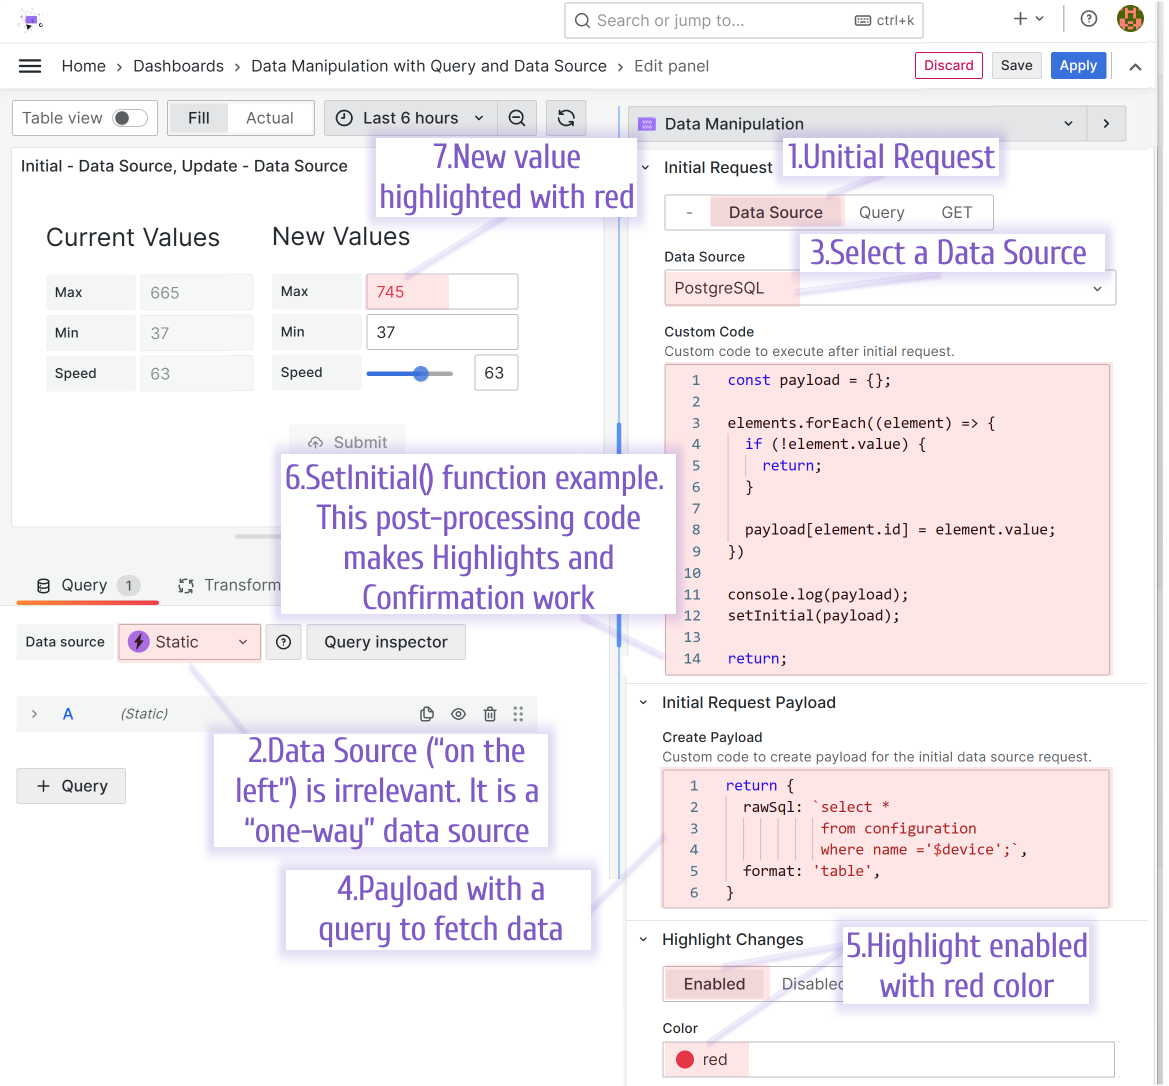 Search or jump to...
ctrl+k
Home › Dashboards › Data Manipulation with Query and Data Source › Edit panel
Discard
Save
Apply
Table view
Fill
Actual
Last 6 hours
Data Manipulation
Initial - Data Source, Update - Data Source
7.New value
highlighted with red
Initial Request
1.Unitial Request
-
Data Source
Query
GET
Current Values
New Values
3.Select a Data Source
Data Source
PostgreSQL
Max
665
Max
745
Min
37
Min
37
Speed
63
Speed
63
Submit
Custom Code
Custom code to execute after initial request.
1 const payload = {};
2
3 elements.forEach((element) => {
4 if (!element.value) {
5 return;
6 }
7
8 payload[element.id] = element.value;
9 })
10
11 console.log(payload);
12 setInitial(payload);
13
14 return;
6.SetInitial() function example.
This post-processing code
makes Highlights and
Confirmation work
Query 1
Transform
Data source
Static
Query inspector
A
(Static)
2.Data Source (“on the
left”) is irrelevant. It is a
“one-way” data source
+ Query
Initial Request Payload
Create Payload
Custom code to create payload for the initial data source request.
1 return {
2 rawSql: `select *
3 from configuration
4 where name ='$device';`,
5 format: 'table',
6 }
4.Payload with a
query to fetch data
Highlight Changes
5.Highlight enabled
with red color
Enabled
Disabled
Color
red